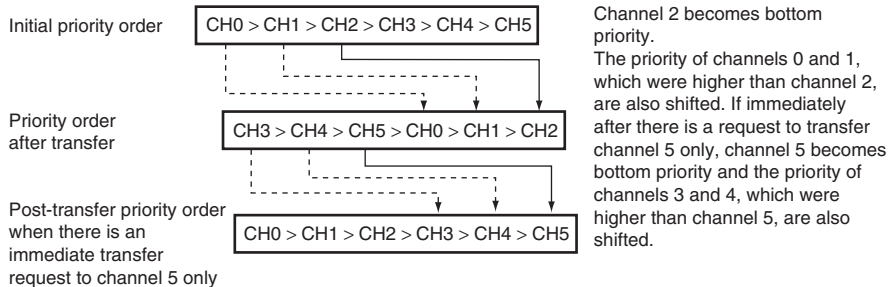 Initial priority order
CH0 > CH1 > CH2 > CH3 > CH4 > CH5
Priority order
after transfer
CH3 > CH4 > CH5 > CH0 > CH1 > CH2
Post-transfer priority order
when there is an
immediate transfer
request to channel 5 only
CH0 > CH1 > CH2 > CH3 > CH4 > CH5
Channel 2 becomes bottom
priority.
The priority of channels 0 and 1,
which were higher than channel 2,
are also shifted. If immediately
after there is a request to transfer
channel 5 only, channel 5 becomes
bottom priority and the priority of
channels 3 and 4, which were
higher than channel 5, are also
shifted.